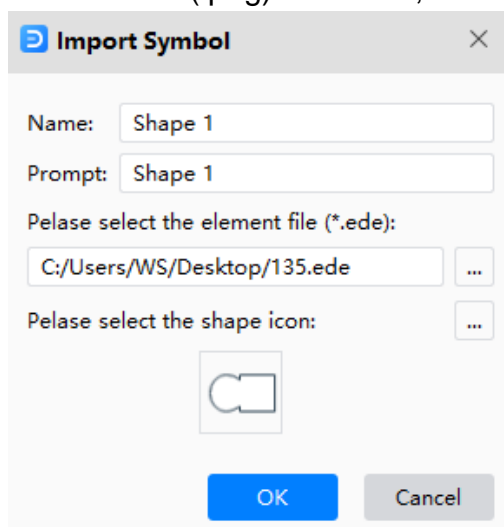 Import Symbol
Name: Shape 1
Prompt: Shape 1
Pelase select the element file (*.ede):
C:/Users/WS/Desktop/135.ede ...
Pelase select the shape icon: ...
OK Cancel